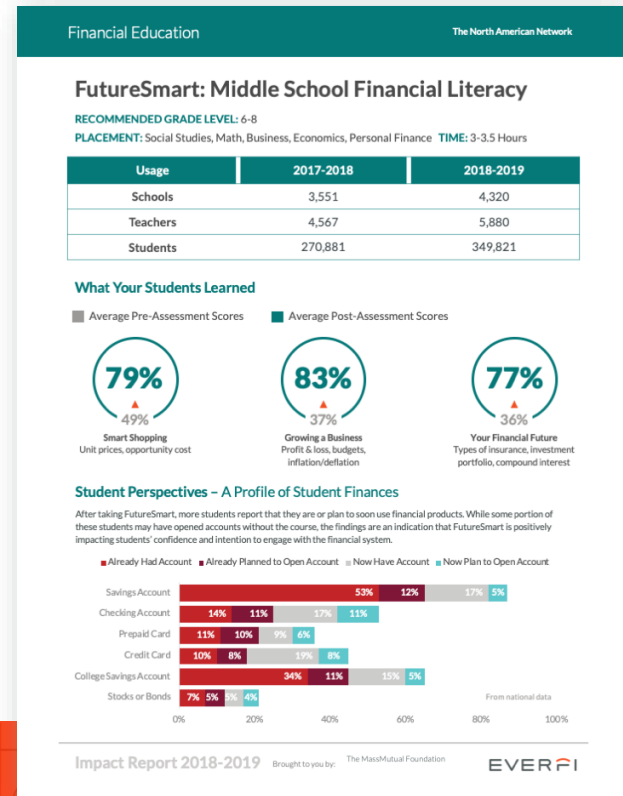 Financial Education
The North American Network
FutureSmart: Middle School Financial Literacy
RECOMMENDED GRADE LEVEL: 6-8
PLACEMENT: Social Studies, Math, Business, Economics, Personal Finance TIME: 3-3.5 Hours
Usage 2017-2018 2018-2019
Schools 3,551 4,320
Teachers 4,567 5,880
Students 270,881 349,821
What Your Students Learned
Average Pre-Assessment Scores Average Post-Assessment Scores
79% 83% 77%
49% 37% 36%
Smart Shopping Growing a Business Your Financial Future
Unit prices, opportunity cost Profit & loss, budgets, Types of insurance, investment
inflation/deflation portfolio, compound interest
Student Perspectives – A Profile of Student Finances
After taking FutureSmart, more students report that they are or plan to soon use financial products. While some portion of
these students may have opened accounts without the course, the findings are an indication that FutureSmart is positively
impacting students' confidence and intention to engage with the financial system.
Already Had Account Already Planned to Open Account Now Have Account Now Plan to Open Account
Savings Account 53% 12% 17% 5%
Checking Account 14% 11% 17% 11%
Prepaid Card 11% 10% 9% 6%
Credit Card 10% 8% 19% 8%
College Savings Account 34% 11% 15% 5%
Stocks or Bonds 7% 5% 5% 4% From national data
0% 20% 40% 60% 80% 100%
Impact Report 2018-2019 Brought to you by: The MassMutual Foundation EVERFI